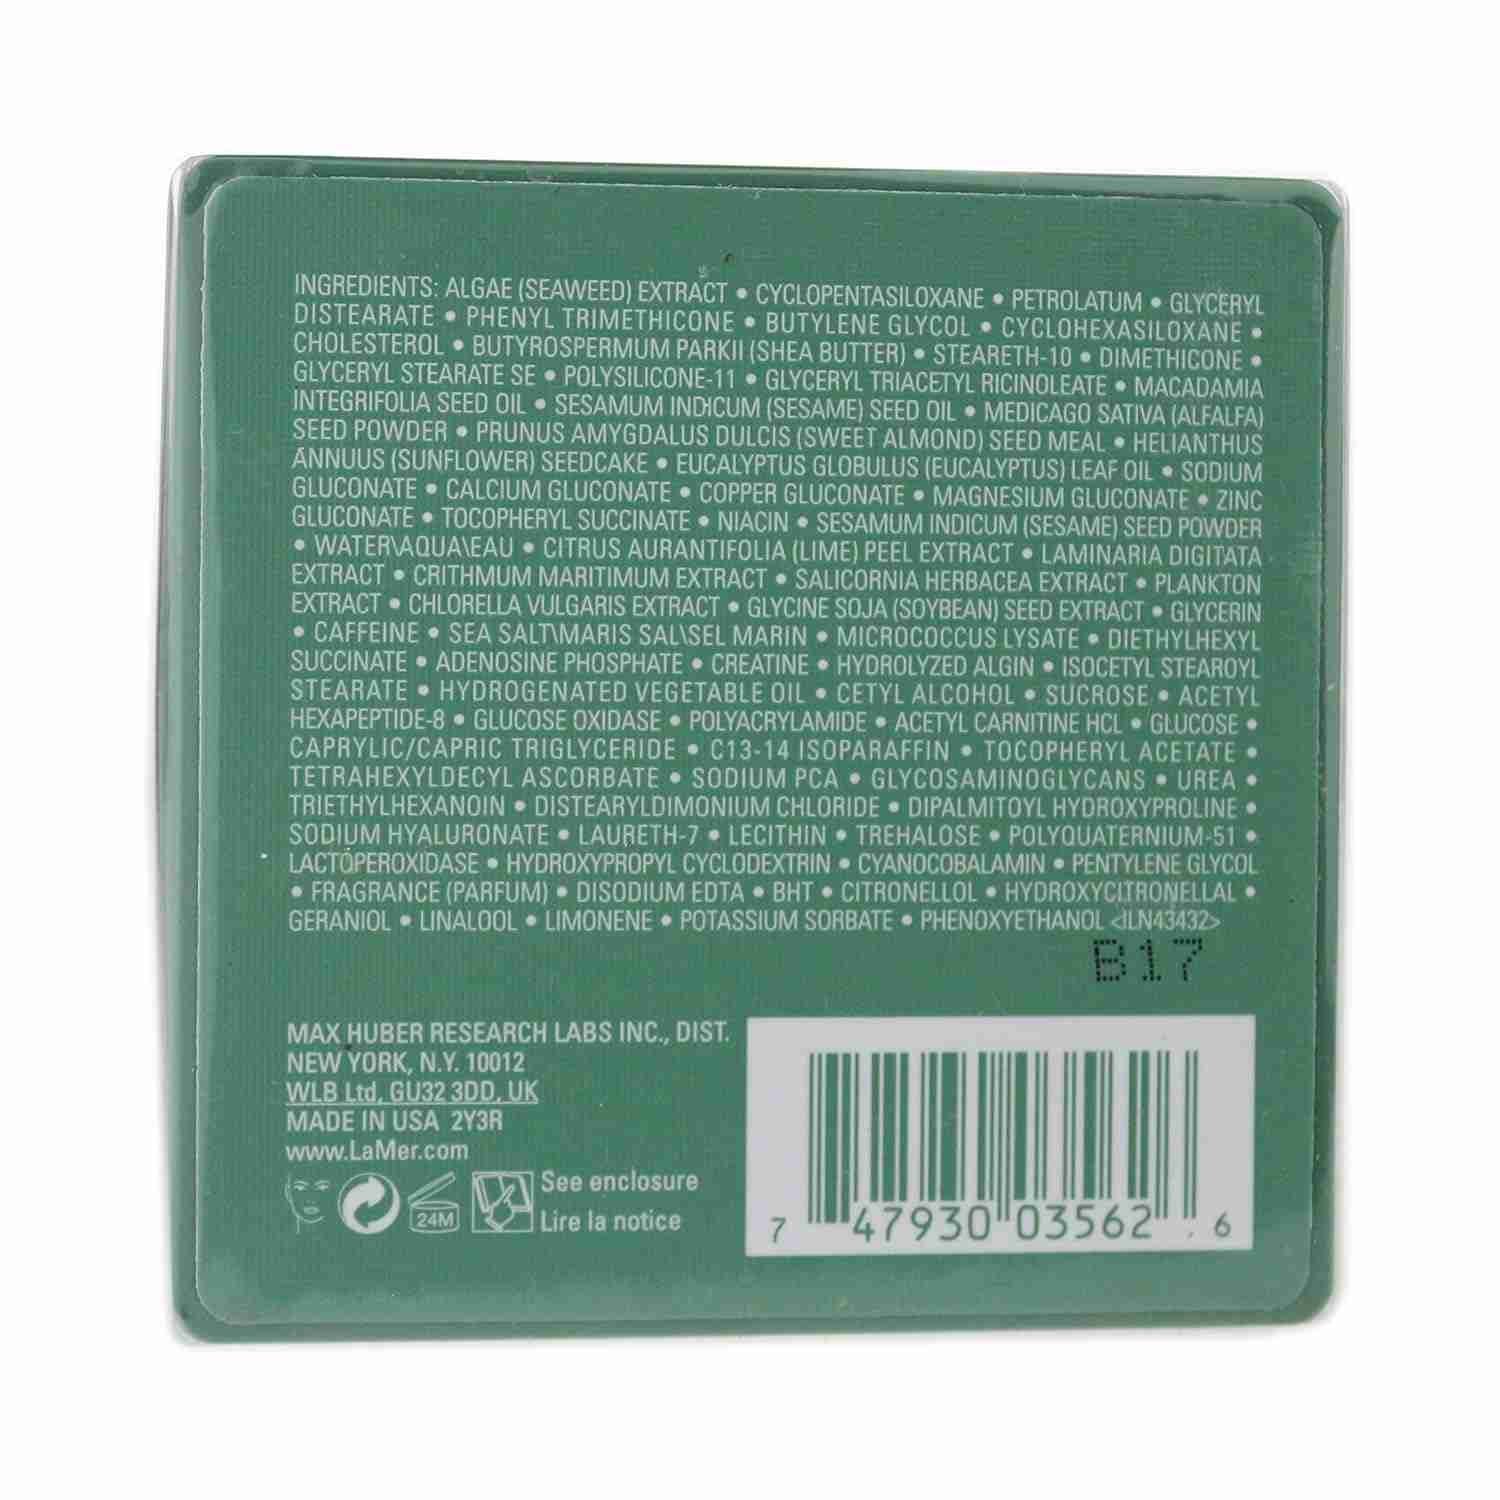 INGREDIENTS: ALGAE (SEAWEED) EXTRACT • CYCLOPENTASILOXANE • PETROLATUM • GLYCERYL
DISTEARATE • PHENYL TRIMETHICONE • BUTYLENE GLYCOL • CYCLOHEXASILOXANE •
CHOLESTEROL • BUTYROSPERMUM PARKII (SHEA BUTTER) • STEARETH-10 • DIMETHICONE •
GLYCERYL STEARATE SE • POLYSILICONE-11 • GLYCERYL TRIACETYL RICINOLEATE • MACADAMIA
INTEGRIFOLIA SEED OIL • SESAMUM INDICUM (SESAME) SEED OIL • MEDICAGO SATIVA (ALFALFA)
SEED POWDER • PRUNUS AMYGDALUS DULCIS (SWEET ALMOND) SEED MEAL • HELIANTHUS
ANNUUS (SUNFLOWER) SEEDCAKE • EUCALYPTUS GLOBULUS (EUCALYPTUS) LEAF OIL • SODIUM
GLUCONATE • CALCIUM GLUCONATE • COPPER GLUCONATE • MAGNESIUM GLUCONATE • ZINC
GLUCONATE • TOCOPHERYL SUCCINATE • NIACIN • SESAMUM INDICUM (SESAME) SEED POWDER
• WATER\AQUA\EAU • CITRUS AURANTIFOLIA (LIME) PEEL EXTRACT • LAMINARIA DIGITATA
EXTRACT • CRITHMUM MARITIMUM EXTRACT • SALICORNIA HERBACEA EXTRACT • PLANKTON
EXTRACT • CHLORELLA VULGARIS EXTRACT • GLYCINE SOJA (SOYBEAN) SEED EXTRACT • GLYCERIN
• CAFFEINE • SEA SALT\MARIS SAL\SEL MARIN • MICROCOCCUS LYSATE • DIETHYLHEXYL
SUCCINATE • ADENOSINE PHOSPHATE • CREATINE • HYDROLYZED ALGIN • ISOCETYL STEAROYL
STEARATE • HYDROGENATED VEGETABLE OIL • CETYL ALCOHOL • SUCROSE • ACETYL
HEXAPEPTIDE-8 • GLUCOSE OXIDASE • POLYACRYLAMIDE • ACETYL CARNITINE HCL • GLUCOSE •
CAPRYLIC/CAPRIC TRIGLYCERIDE • C13-14 ISOPARAFFIN • TOCOPHERYL ACETATE •
TETRAHEXYLDECYL ASCORBATE • SODIUM PCA • GLYCOSAMINOGLYCANS • UREA •
TRIETHYLHEXANOIN • DISTEARYLDIMONIUM CHLORIDE • DIPALMITOYL HYDROXYPROLINE •
SODIUM HYALURONATE • LAURETH-7 • LECITHIN • TREHALOSE • POLYQUATERNIUM-51 •
LACTOPEROXIDASE • HYDROXYPROPYL CYCLODEXTRIN • CYANOCOBALAMIN • PENTYLENE GLYCOL
• FRAGRANCE (PARFUM) • DISODIUM EDTA • BHT • CITRONELLOL • HYDROXYCITRONELLAL •
GERANIOL • LINALOOL • LIMONENE • POTASSIUM SORBATE • PHENOXYETHANOL <ILN43432>
B17
MAX HUBER RESEARCH LABS INC., DIST.
NEW YORK, N.Y. 10012
WLB Ltd, GU32 3DD, UK
MADE IN USA 2Y3R
www.LaMer.com
24M
See enclosure
Lire la notice
7 47930 03562 6